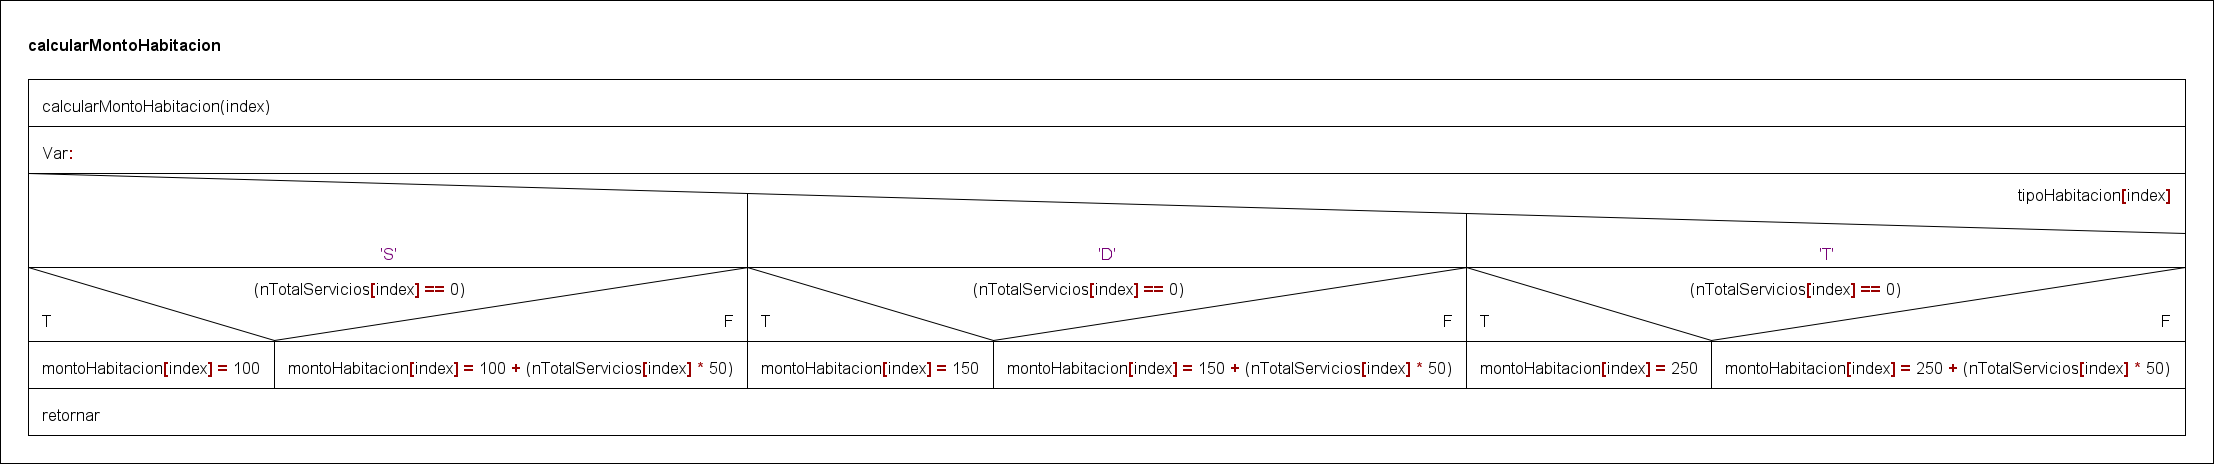 calcularMontoHabitacion
calcularMontoHabitacion(index)
Var:
tipoHabitacion[index]
'S' 'D' 'T'
(nTotalServicios[index] == 0) (nTotalServicios[index] == 0) (nTotalServicios[index] == 0)
T F T F T F
montoHabitacion[index] = 100 montoHabitacion[index] = 100 + (nTotalServicios[index] * 50) montoHabitacion[index] = 150 montoHabitacion[index] = 150 + (nTotalServicios[index] * 50) montoHabitacion[index] = 250 montoHabitacion[index] = 250 + (nTotalServicios[index] * 50)
retornar